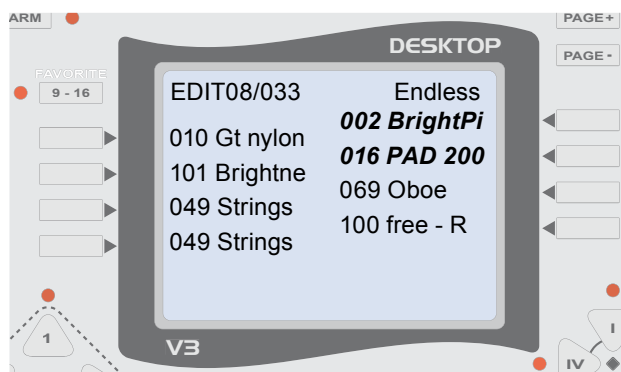 ARM
PAGE+
DESKTOP
PAGE-
FAVORITE
9 - 16
EDIT08/033 Endless
002 BrightPi
010 Gt nylon
016 PAD 200
101 Brightne
069 Oboe
049 Strings
100 free - R
049 Strings
1
I
V3
IV